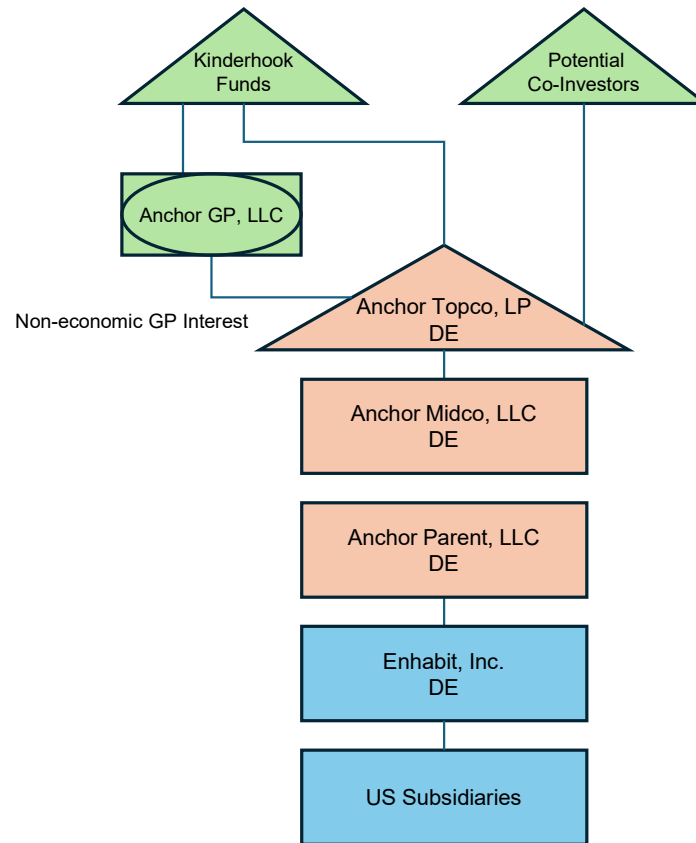 Kinderhook
Funds
Potential
Co-Investors
Anchor GP, LLC
Non-economic GP Interest
Anchor Topco, LP
DE
Anchor Midco, LLC
DE
Anchor Parent, LLC
DE
Enhabit, Inc.
DE
US Subsidiaries